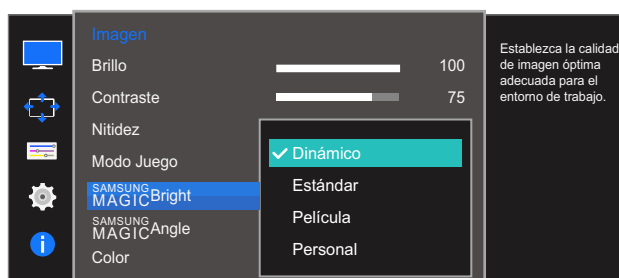 Imagen
Brillo 100
Contraste 75
Nitidez
Modo Juego
SAMSUNG
MAGICBright
SAMSUNG
MAGICAngle
Color
Dinámico
Estándar
Película
Personal
Establezca la calidad
de imagen óptima
adecuada para el
entorno de trabajo.